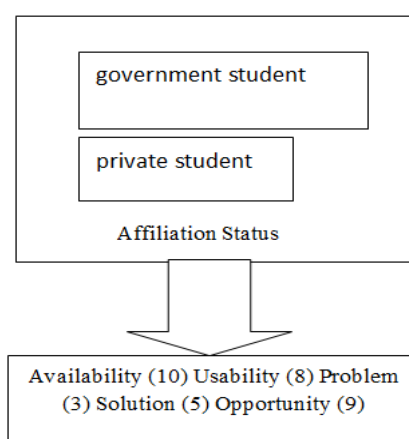 government student
private student
Affiliation Status
Availability (10) Usability (8) Problem
(3) Solution (5) Opportunity (9)